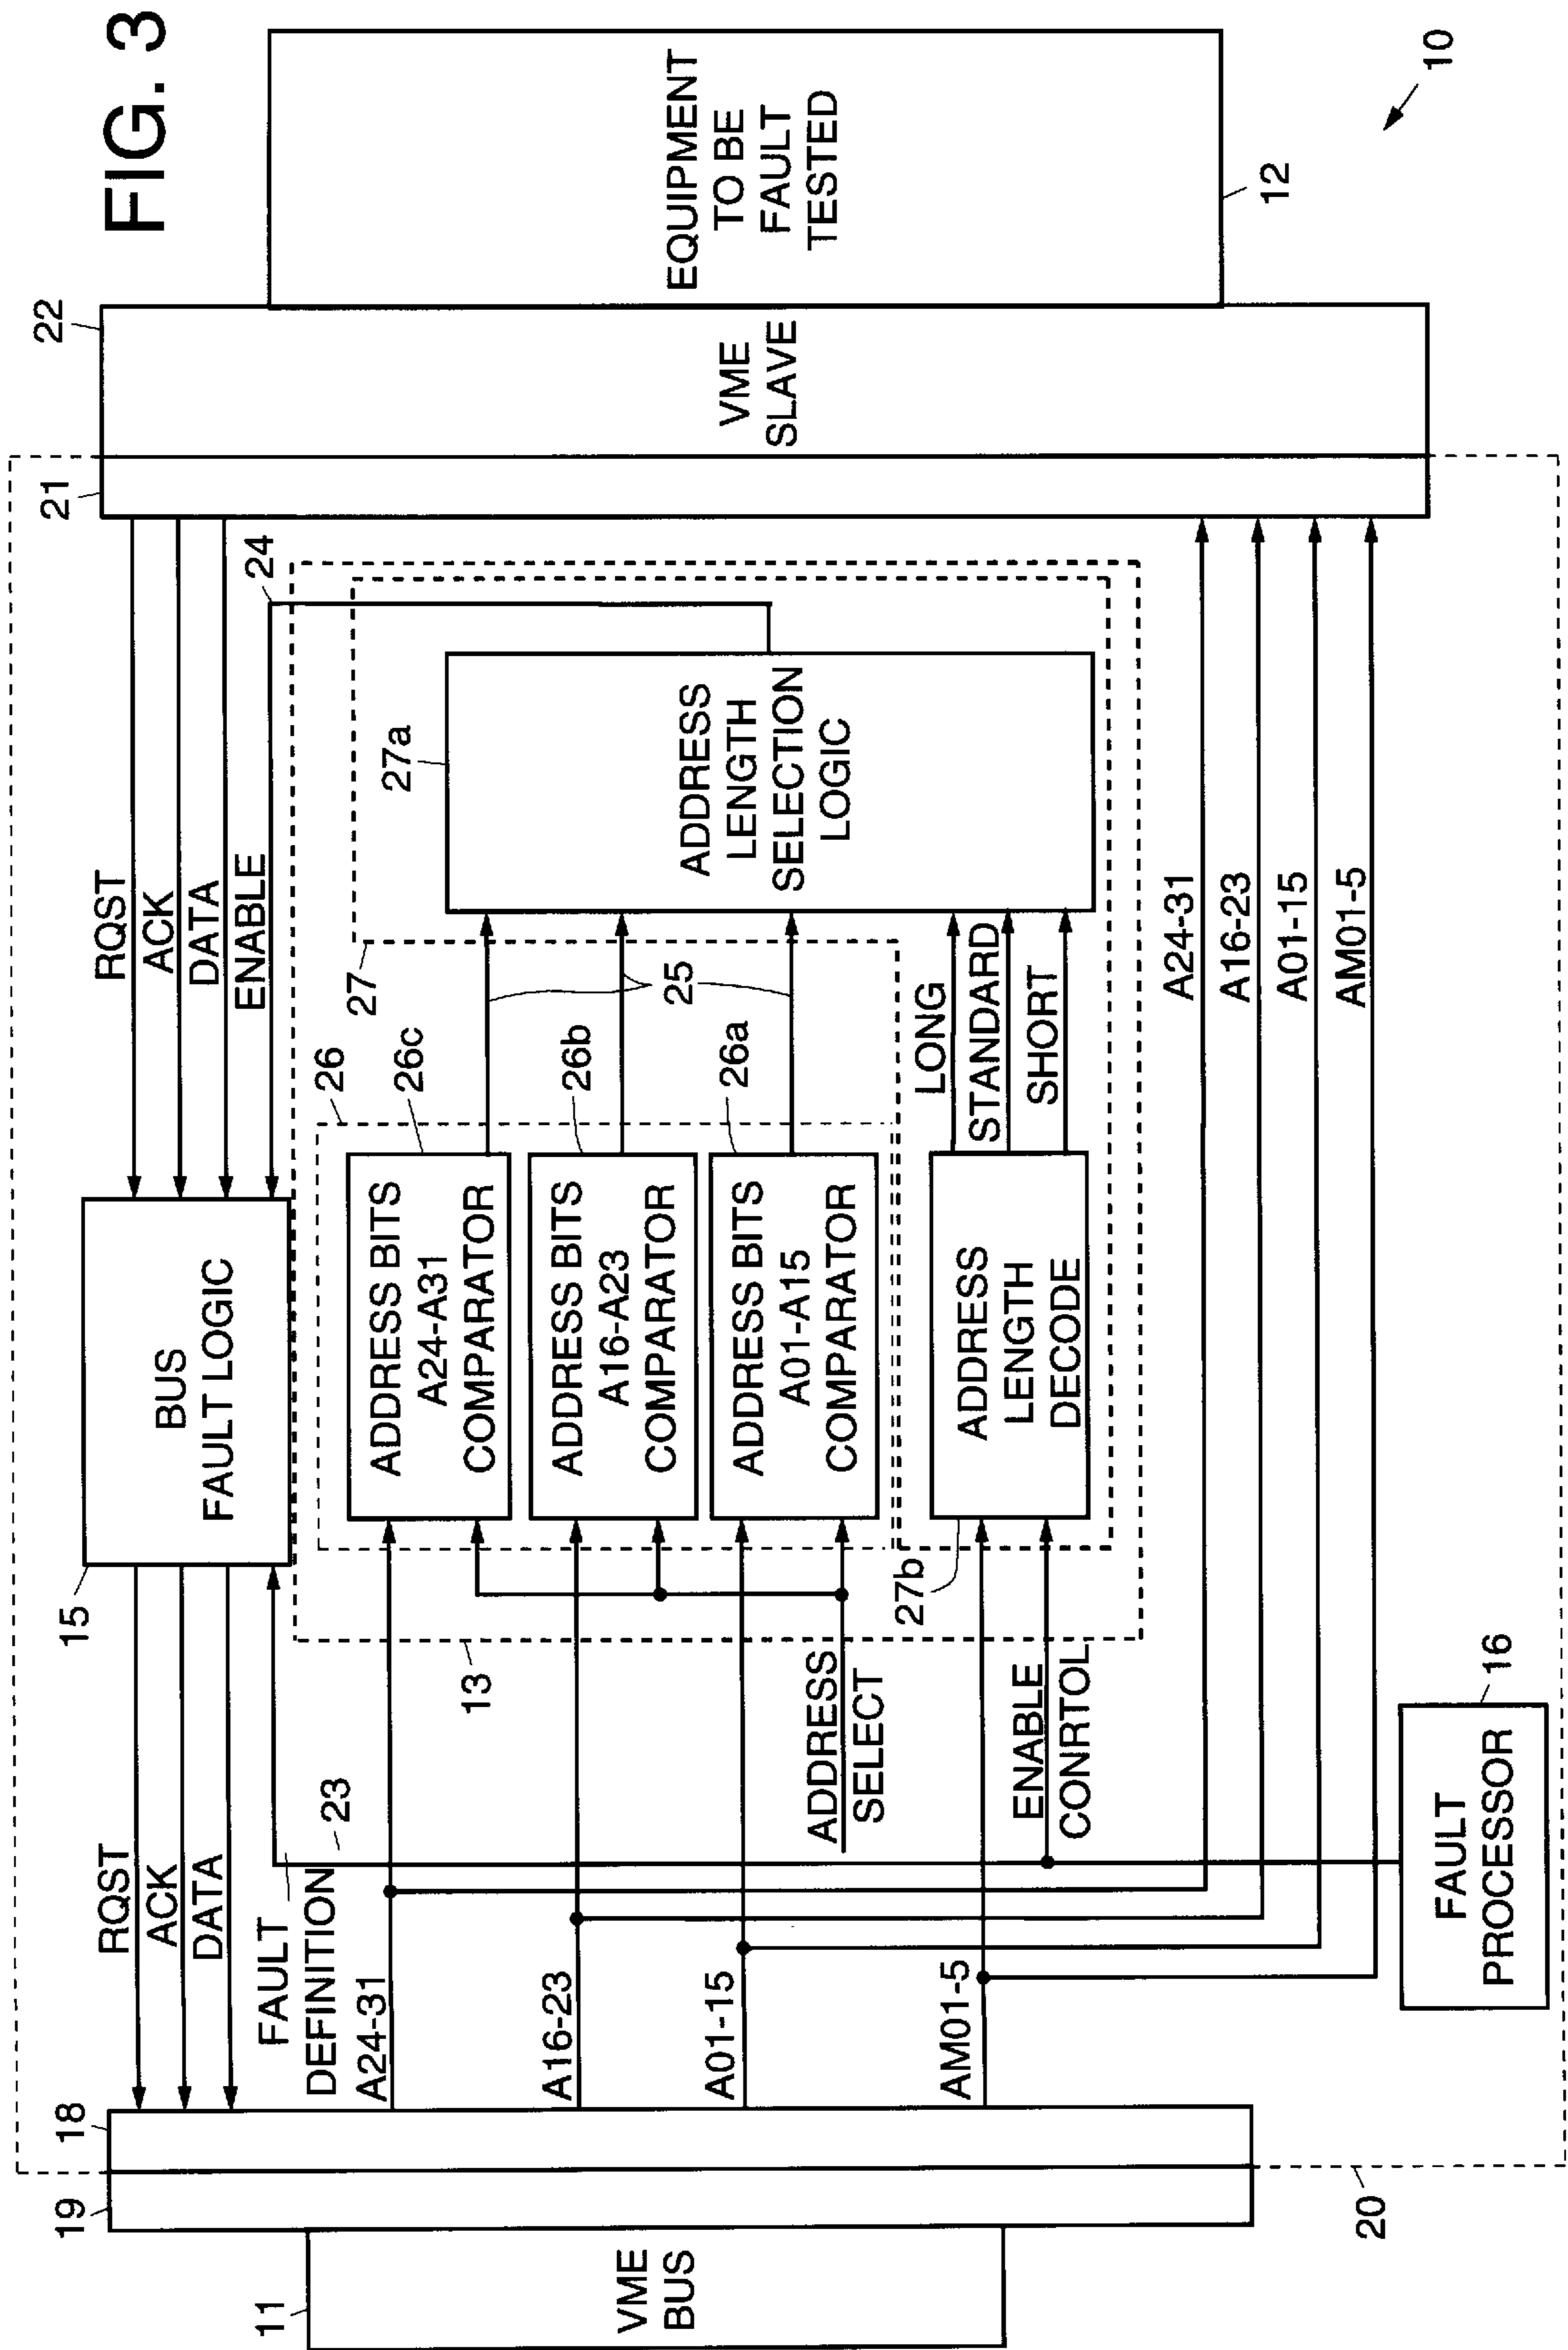 FIG. 3
10
EQUIPMENT
TO BE
FAULT
TESTED
12
22
VME
SLAVE
21
24
RQST
ACK
DATA
ENABLE
27a
ADDRESS
LENGTH
SELECTION
LOGIC
27
25
26
26c
26b
26a
LONG
STANDARD
SHORT
A24-31
A16-23
A01-15
AM01-5
BUS
FAULT LOGIC
15
ADDRESS BITS
A24-A31
COMPARATOR
ADDRESS BITS
A16-A23
COMPARATOR
ADDRESS BITS
A01-A15
COMPARATOR
ADDRESS
LENGTH
DECODE
27b
13
ADDRESS
SELECT
ENABLE
CONRTOL
16
FAULT
PROCESSOR
RQST
ACK
DATA
23
FAULT
DEFINITION
A24-31
A16-23
A01-15
AM01-5
18
19
20
11
VME
BUS